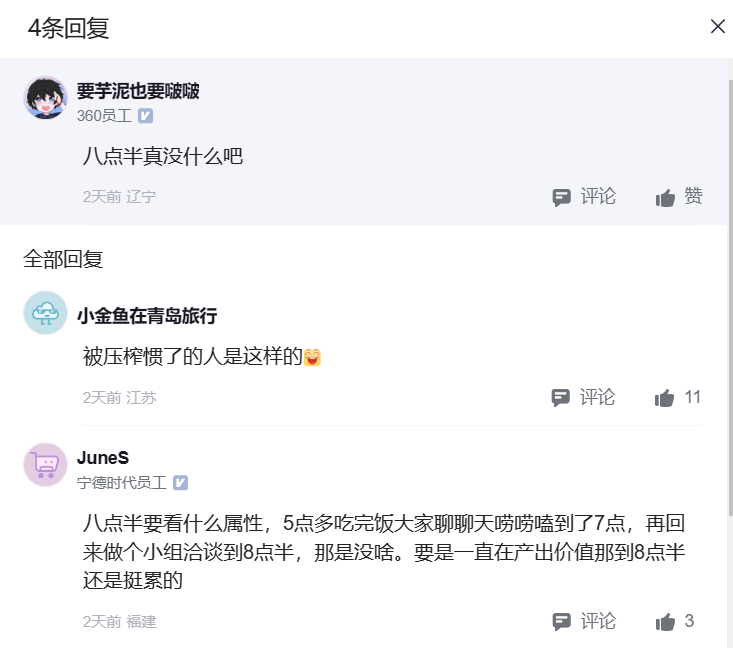 4条回复
要芋泥也要啵啵
360员工
八点半真没什么吧
2天前 辽宁
评论
赞
全部回复
小金鱼在青岛旅行
被压榨惯了的人是这样的😄
2天前 江苏
评论
11
JuneS
宁德时代员工
八点半要看什么属性，5点多吃完饭大家聊聊天唠唠嗑到了7点，再回
来做个小组洽谈到8点半，那是没啥。要是一直在产出价值那到8点半
还是挺累的
2天前 福建
评论
3